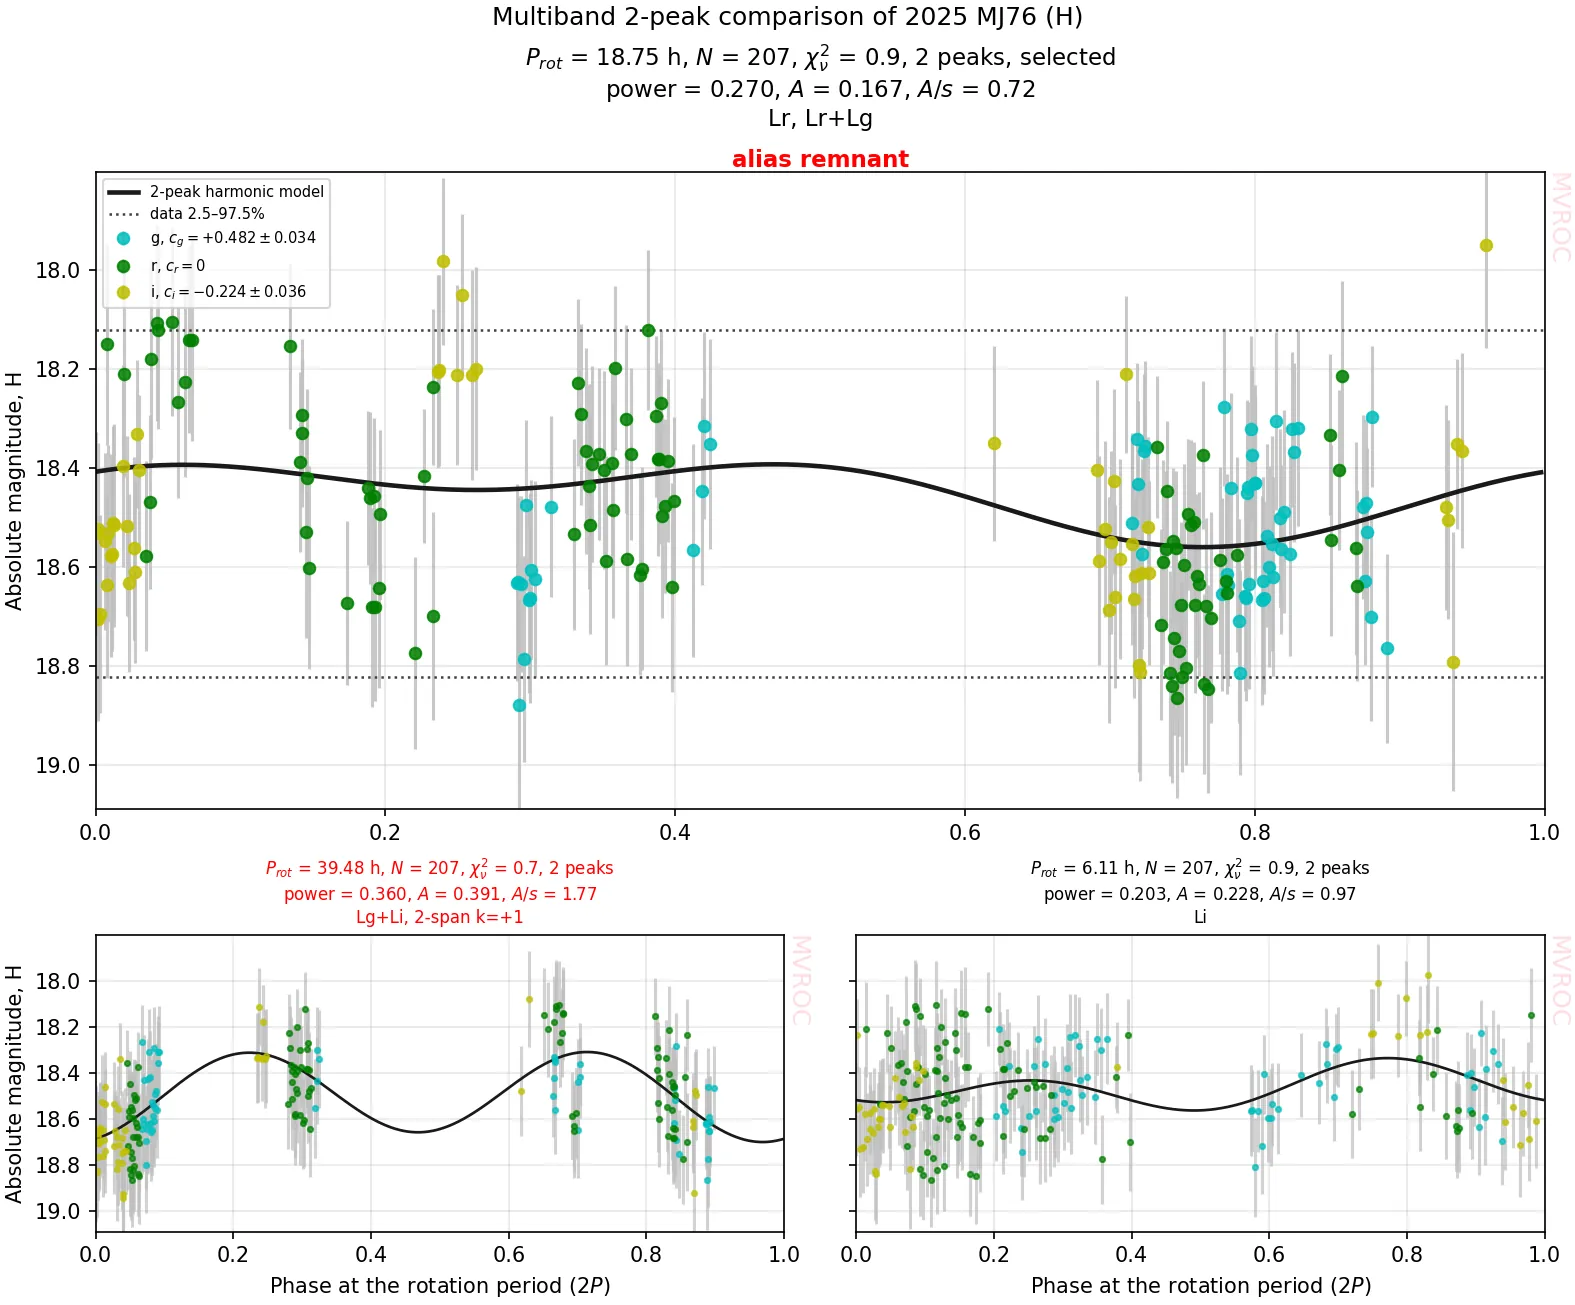 Multiband 2-peak comparison of 2025 MJ76 (H)
P_rot = 18.75 h, N = 207, χ²_ν = 0.9, 2 peaks, selected
power = 0.270, A = 0.167, A/s = 0.72
Lr, Lr+Lg
alias remnant
2-peak harmonic model
data 2.5–97.5%
g, c_g = +0.482 ± 0.034
r, c_r = 0
i, c_i = −0.224 ± 0.036
MVROC
Absolute magnitude, H
18.0
18.2
18.4
18.6
18.8
19.0
0.0 0.2 0.4 0.6 0.8 1.0
P_rot = 39.48 h, N = 207, χ²_ν = 0.7, 2 peaks
power = 0.360, A = 0.391, A/s = 1.77
Lg+Li, 2-span k=+1
MVROC
Absolute magnitude, H
18.0
18.2
18.4
18.6
18.8
19.0
0.0 0.2 0.4 0.6 0.8 1.0
Phase at the rotation period (2P)
P_rot = 6.11 h, N = 207, χ²_ν = 0.9, 2 peaks
power = 0.203, A = 0.228, A/s = 0.97
Li
MVROC
0.0 0.2 0.4 0.6 0.8 1.0
Phase at the rotation period (2P)